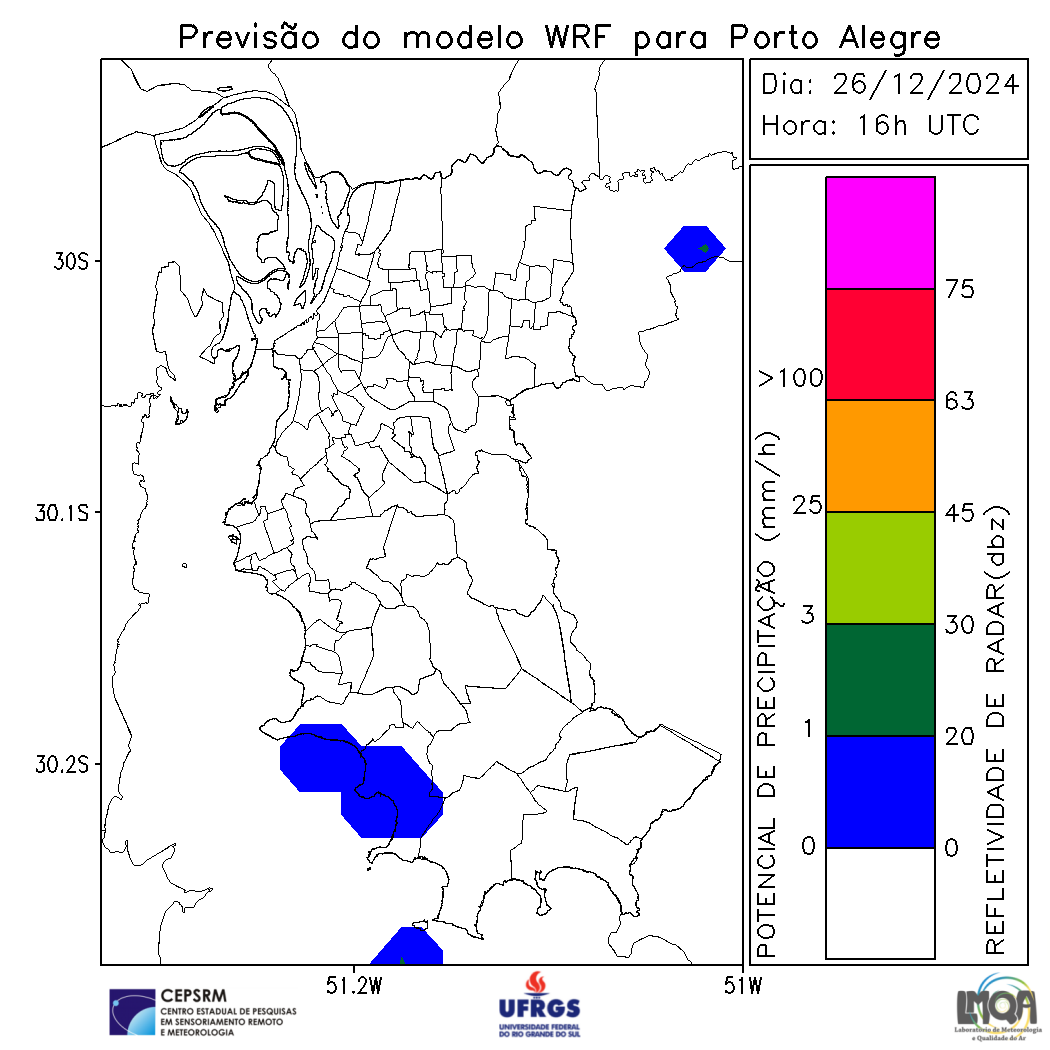 Previsão do modelo WRF para Porto Alegre
Dia: 26/12/2024
Hora: 16h UTC
30S
30.1S
30.2S
51.2W
51W
POTENCIAL DE PRECIPITAÇÃO (mm/h)
>100
25
3
1
0
75
63
45
30
20
0
REFLETIVIDADE DE RADAR(dbz)
CEPSRM
CENTRO ESTADUAL DE PESQUISAS
EM SENSORIAMENTO REMOTO
E METEOROLOGIA
UFRGS
UNIVERSIDADE FEDERAL
DO RIO GRANDE DO SUL
LMQA
Laboratório de Meteorologia
e Qualidade do Ar